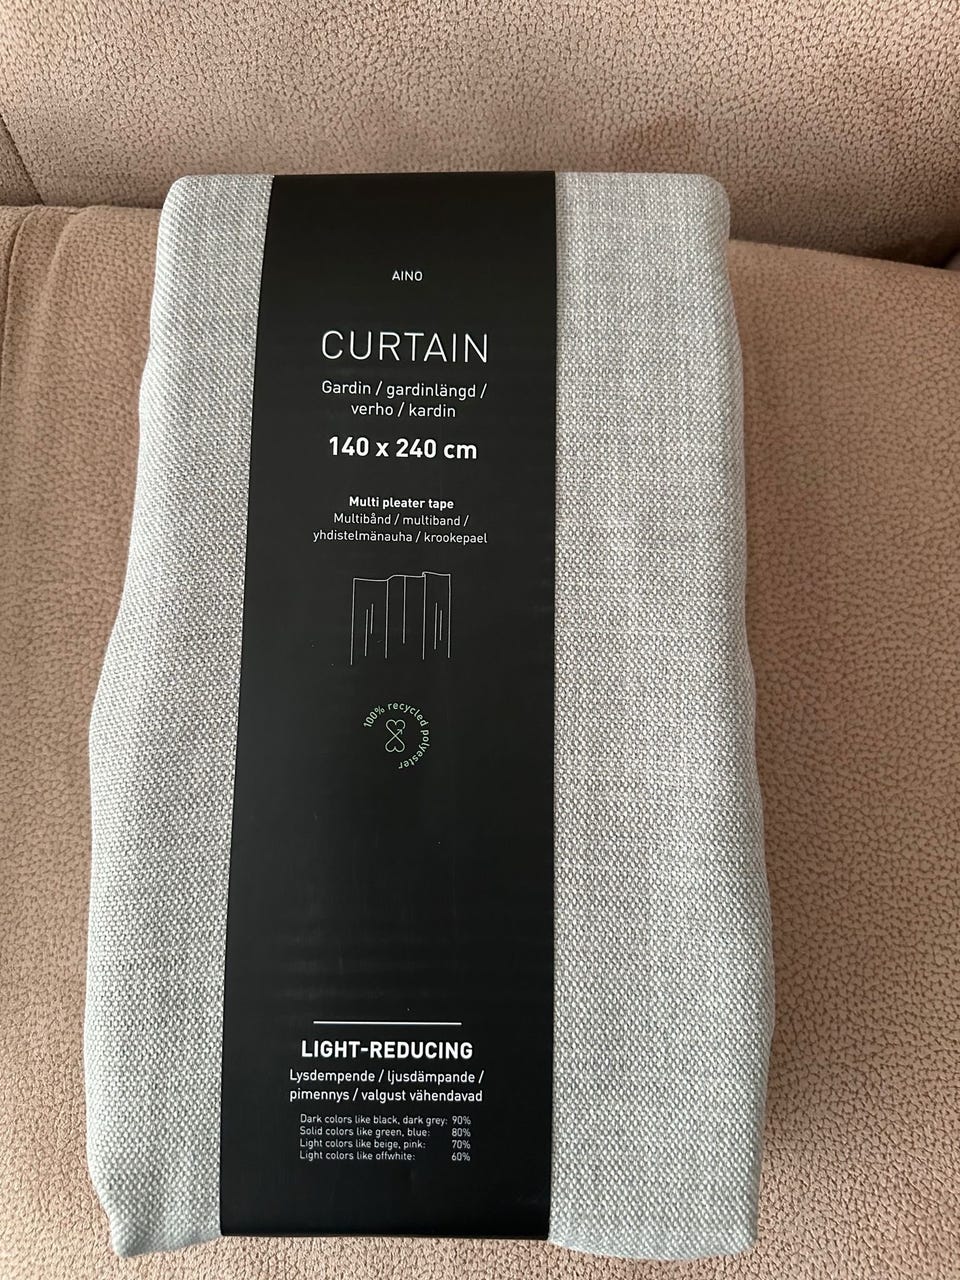 AINO
CURTAIN
Gardin / gardinlängd /
verho / kardin
140 x 240 cm
Multi pleater tape
Multibånd / multiband /
yhdistelmänauha / krookepael
100% recycled polyester
LIGHT-REDUCING
Lysdempende / ljusdämpande /
pimennys / valgust vähendavad
Dark colors like black, dark grey: 90%
Solid colors like green, blue: 80%
Light colors like beige, pink: 70%
Light colors like offwhite: 60%